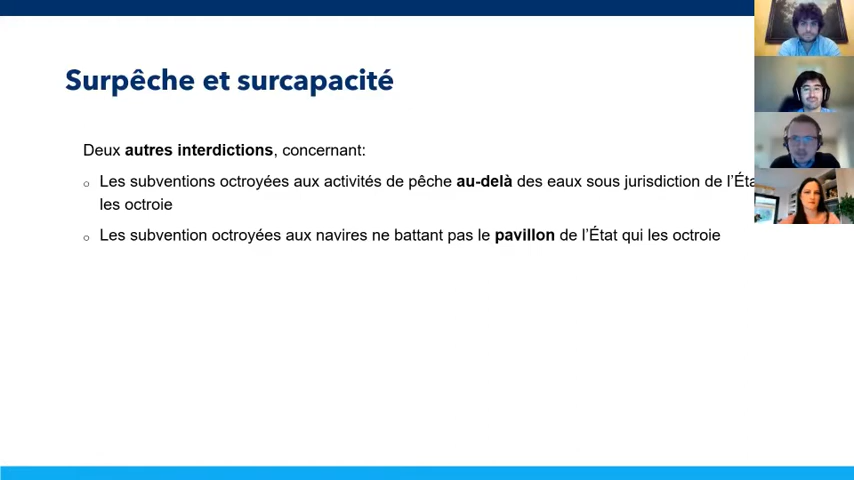 Surpêche et surcapacité
Deux autres interdictions, concernant:
Les subventions octroyées aux activités de pêche au-delà des eaux sous jurisdiction de l’
les octroie
Les subvention octroyées aux navires ne battant pas le pavillon de l’État qui les octroie